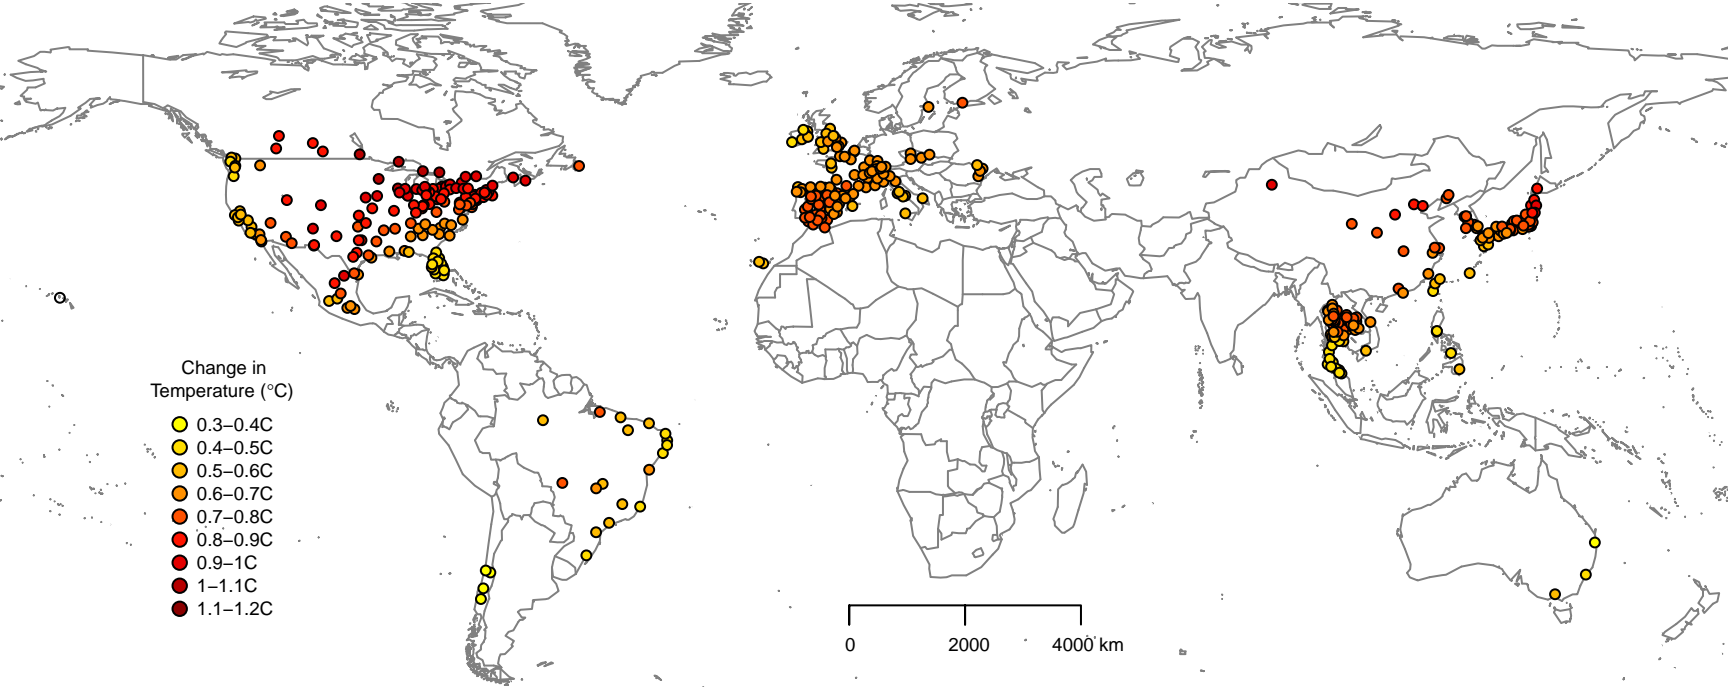 Change in
Temperature (°C)
0.3−0.4C
0.4−0.5C
0.5−0.6C
0.6−0.7C
0.7−0.8C
0.8−0.9C
0.9−1C
1−1.1C
1.1−1.2C
0 2000 4000 km